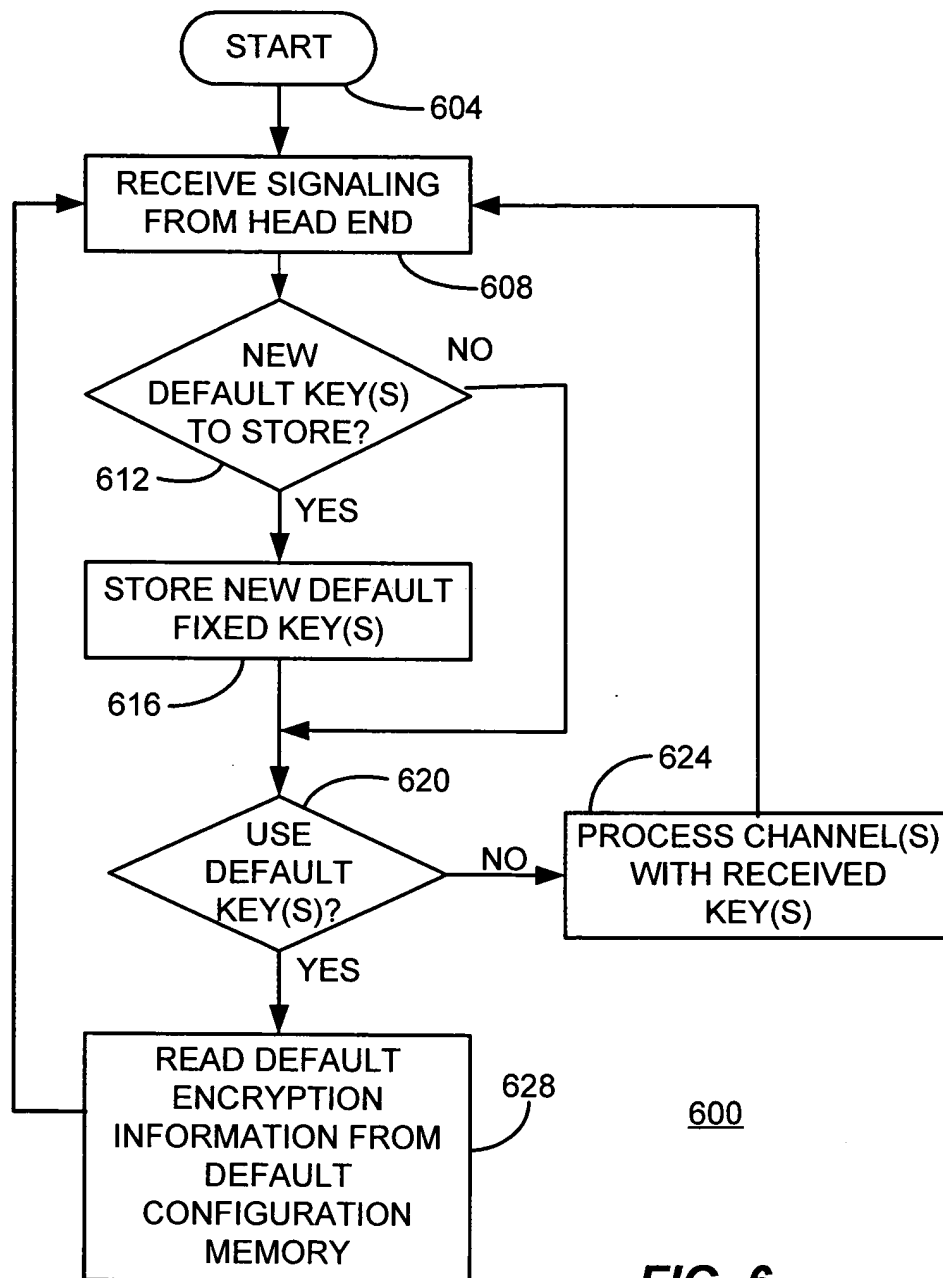 START
604
RECEIVE SIGNALING
FROM HEAD END
608
NEW
DEFAULT KEY(S)
TO STORE?
NO
612
YES
STORE NEW DEFAULT
FIXED KEY(S)
616
620
USE
DEFAULT
KEY(S)?
NO
624
PROCESS CHANNEL(S)
WITH RECEIVED
KEY(S)
YES
READ DEFAULT
ENCRYPTION
INFORMATION FROM
DEFAULT
CONFIGURATION
MEMORY
628
600
FIG. 6